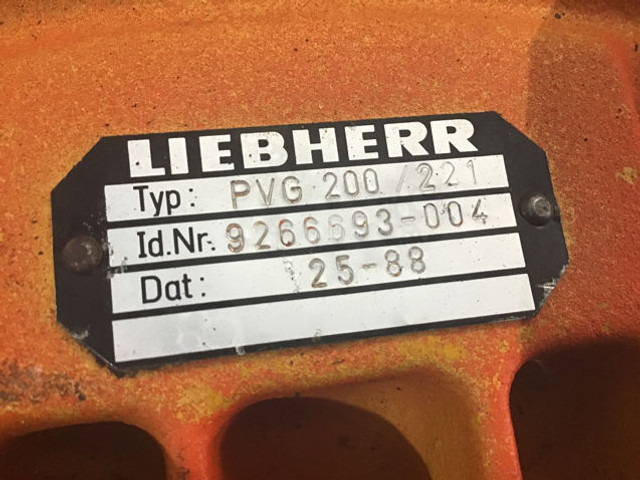 LIEBHERR
Typ: PVG 200/221
Id.Nr. 9266693-004
Dat: 25-88